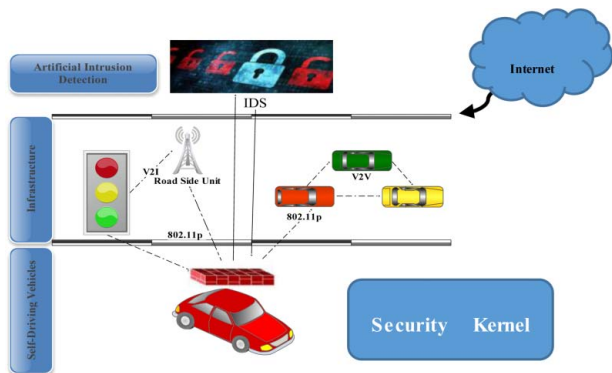 Artificial Intrusion
Detection
Internet
IDS
Infrastructure
V2I
Road Side Unit
V2V
802.11p
802.11p
Self-Driving Vehicles
Security Kernel